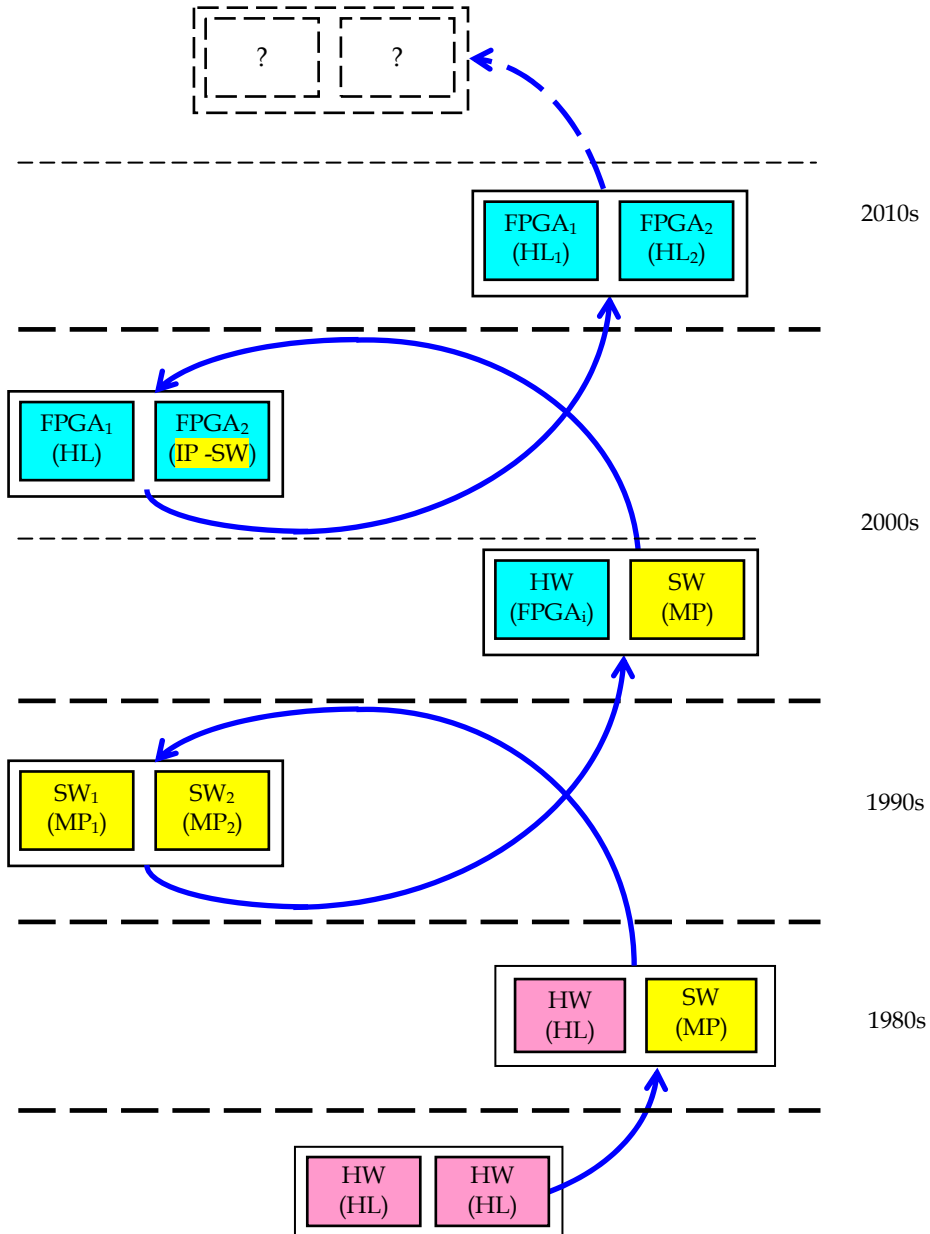 ?
?
2010s
FPGA₁
(HL₁)
FPGA₂
(HL₂)
FPGA₁
(HL)
FPGA₂
(IP -SW)
2000s
HW
(FPGAᵢ)
SW
(MP)
SW₁
(MP₁)
SW₂
(MP₂)
1990s
HW
(HL)
SW
(MP)
1980s
HW
(HL)
HW
(HL)